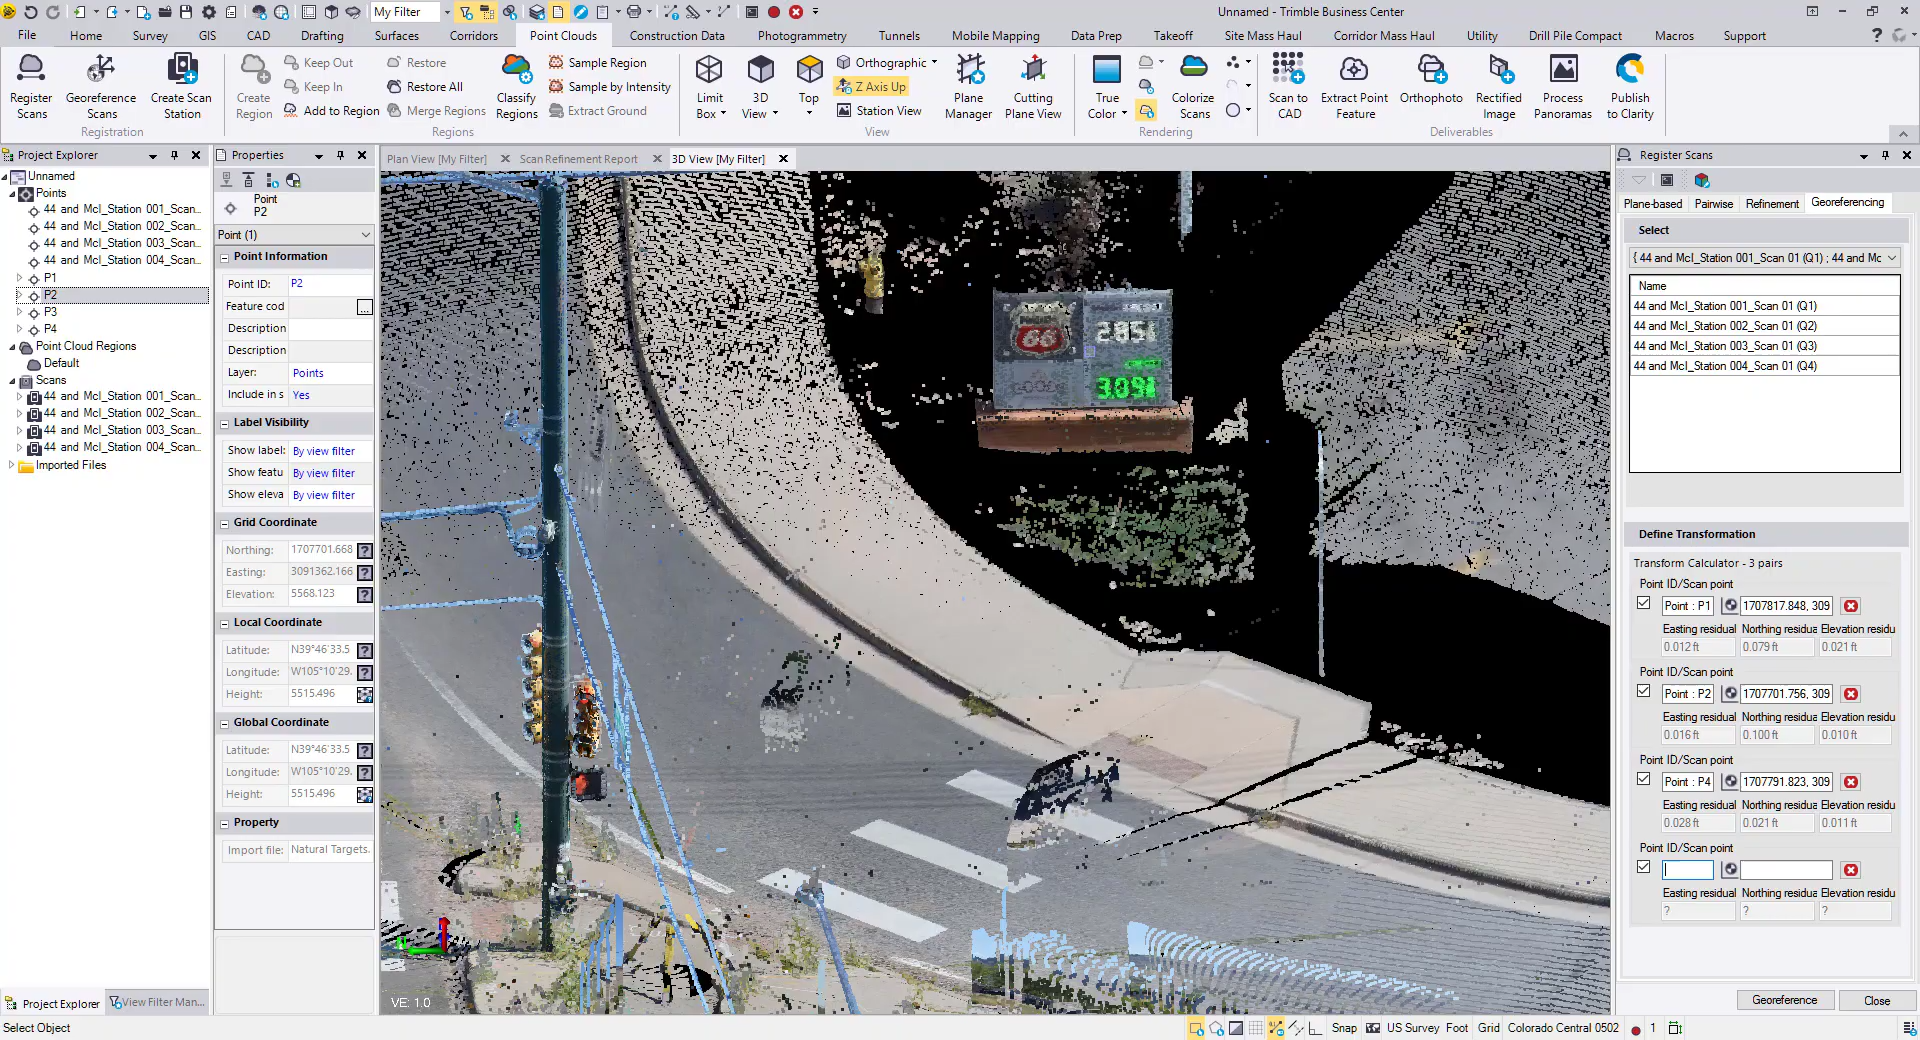 My Filter
Unnamed - Trimble Business Center
File Home Survey GIS CAD Drafting Surfaces Corridors Point Clouds Construction Data Photogrammetry Tunnels Mobile Mapping Data Prep Takeoff Site Mass Haul Corridor Mass Haul Utility Drill Pile Compact Macros Support
Register Scans
Georeference Scans
Create Scan Station
Registration
Create Region
Keep Out
Keep In
Add to Region
Restore
Restore All
Merge Regions
Classify Regions
Sample Region
Sample by Intensity
Extract Ground
Regions
Limit Box
3D View
Top
Orthographic
Z Axis Up
Station View
Plane Manager
Cutting Plane View
View
True Color
Colorize Scans
Rendering
Scan to CAD
Extract Point Feature
Orthophoto
Rectified Image
Process Panoramas
Publish to Clarity
Deliverables
Project Explorer
Unnamed
Points
44 and Mcl_Station 001_Scan...
44 and Mcl_Station 002_Scan...
44 and Mcl_Station 003_Scan...
44 and Mcl_Station 004_Scan...
P1
P2
P3
P4
Point Cloud Regions
Default
Scans
44 and Mcl_Station 001_Scan...
44 and Mcl_Station 002_Scan...
44 and Mcl_Station 003_Scan...
44 and Mcl_Station 004_Scan...
Imported Files
Project Explorer
View Filter Man...
Select Object
Properties
Point
P2
Point (1)
Point Information
Point ID: P2
Feature cod ...
Description
Description
Layer: Points
Include in s Yes
Label Visibility
Show label: By view filter
Show featu By view filter
Show eleva By view filter
Grid Coordinate
Northing: 1707701.668 ?
Easting: 3091362.166 ?
Elevation: 5568.123 ?
Local Coordinate
Latitude: N39°46'33.5 ?
Longitude: W105°10'29. ?
Height: 5515.496
Global Coordinate
Latitude: N39°46'33.5 ?
Longitude: W105°10'29. ?
Height: 5515.496
Property
Import file: Natural Targets.
Plan View [My Filter]
Scan Refinement Report
3D View [My Filter]
66
2.85
3.09
VE: 1.0
Register Scans
Plane-based Pairwise Refinement Georeferencing
Select
{ 44 and Mcl_Station 001_Scan 01 (Q1) ; 44 and Mc
Name
44 and Mcl_Station 001_Scan 01 (Q1)
44 and Mcl_Station 002_Scan 01 (Q2)
44 and Mcl_Station 003_Scan 01 (Q3)
44 and Mcl_Station 004_Scan 01 (Q4)
Define Transformation
Transform Calculator - 3 pairs
Point ID/Scan point
Point : P1 1707817.848, 309
Easting residual Northing residua Elevation residu
0.012 ft 0.079 ft 0.021 ft
Point ID/Scan point
Point : P2 1707701.756, 309
Easting residual Northing residua Elevation residu
0.016 ft 0.100 ft 0.010 ft
Point ID/Scan point
Point : P4 1707791.823, 309
Easting residual Northing residua Elevation residu
0.028 ft 0.021 ft 0.011 ft
Point ID/Scan point
Easting residual Northing residua Elevation residu
? ? ?
Georeference Close
Snap US Survey Foot Grid Colorado Central 0502 1